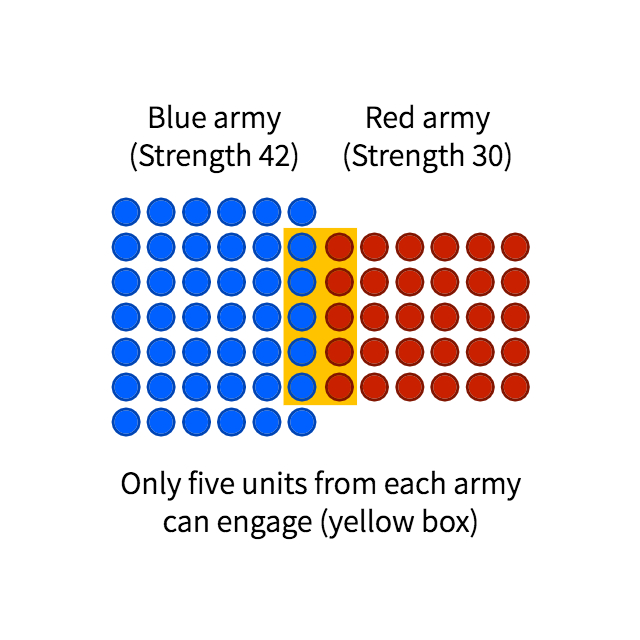 Blue army
(Strength 42)
Red army
(Strength 30)
Only five units from each army
can engage (yellow box)